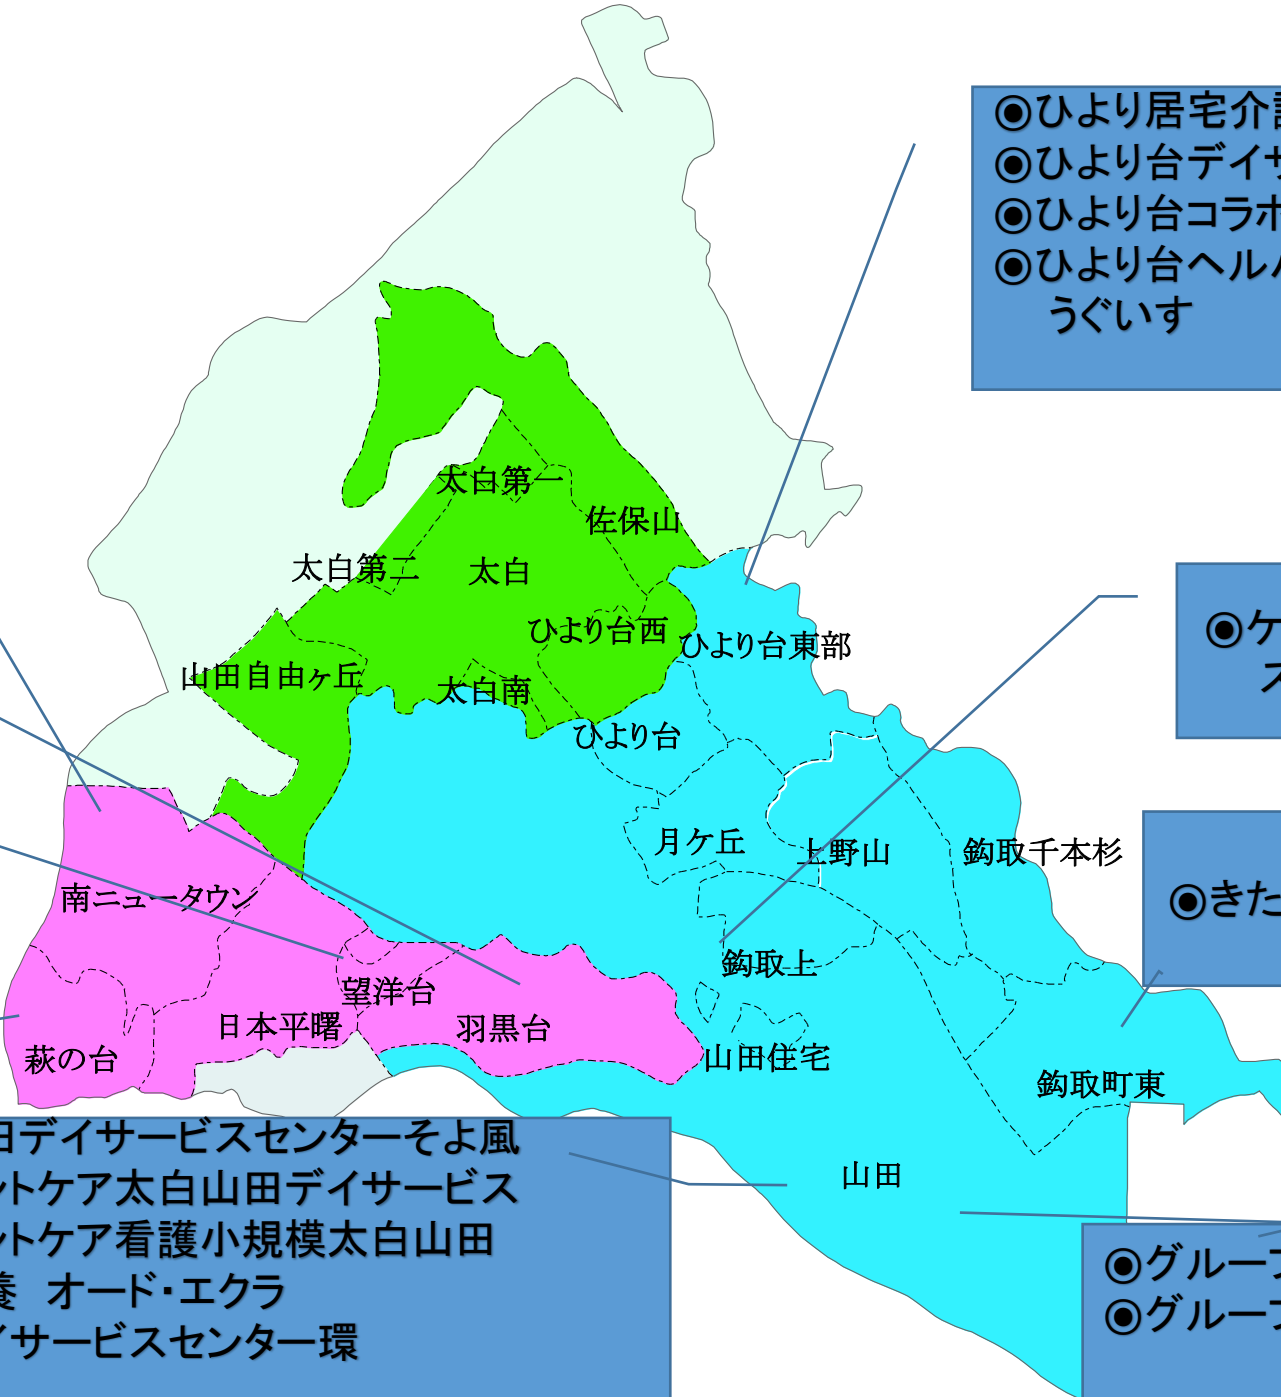 ◉ひより居宅介
◉ひより台デイ
◉ひより台コラボ
◉ひより台ヘル
うぐいす
太白第一
佐保山
太白第二
太白
◉ケ
ひより台西
ひより台東部
山田自由ヶ丘
太白南
ひより台
月ケ丘
上野山
鈎取千本杉
南ニュータウン
◉きた
鈎取上
望洋台
日本平曙
羽黒台
萩の台
山田住宅
鈎取町東
田デイサービスセンターそよ風
ントケア太白山田デイサービス
ントケア看護小規模太白山田
養 オード・エクラ
イサービスセンター環
山田
◉グループ
◉グループ